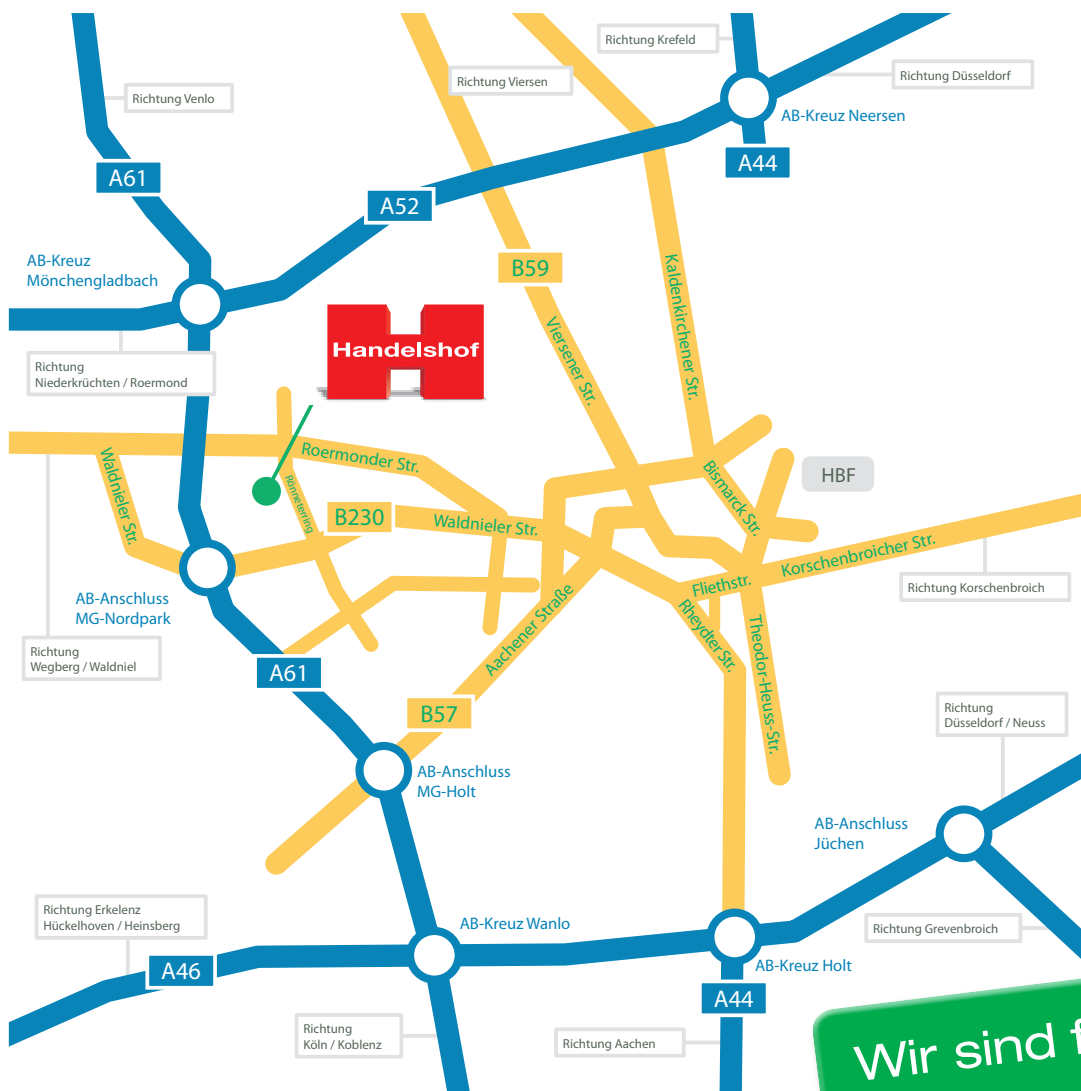 Richtung Krefeld
Richtung Düsseldorf
Richtung Viersen
Richtung Venlo
AB-Kreuz Neersen
A44
A61
A52
AB-Kreuz
Mönchengladbach
B59
Kaldenkirchener Str.
Viersener Str.
Handelshof
Richtung
Niederkrüchten / Roermond
Roermonder Str.
Waldnieler Str.
Rönneterring
Bismarck Str.
HBF
B230
Waldnieler Str.
Korschenbroicher Str.
Fliethstr.
Richtung Korschenbroich
AB-Anschluss
MG-Nordpark
Aachener Straße
Rheydter Str.
Theodor-Heuss-Str.
Richtung
Wegberg / Waldniel
A61
B57
Richtung
Düsseldorf / Neuss
AB-Anschluss
MG-Holt
AB-Anschluss
Jüchen
Richtung Erkelenz
Hückelhoven / Heinsberg
AB-Kreuz Wanlo
Richtung Grevenbroich
A46
AB-Kreuz Holt
A44
Richtung
Köln / Koblenz
Richtung Aachen
Wir sind f